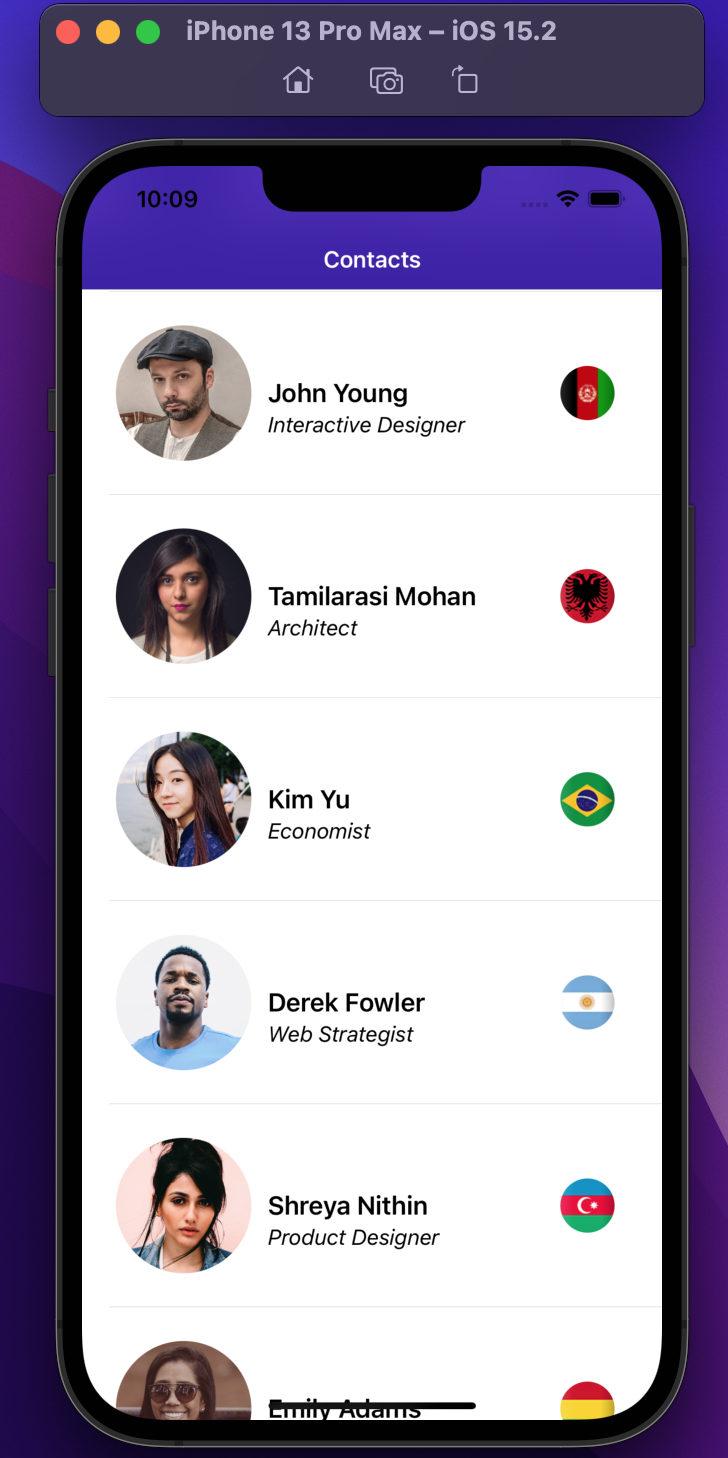 iPhone 13 Pro Max – iOS 15.2
10:09
Contacts
John Young
Interactive Designer
Tamilarasi Mohan
Architect
Kim Yu
Economist
Derek Fowler
Web Strategist
Shreya Nithin
Product Designer
Emily Adams